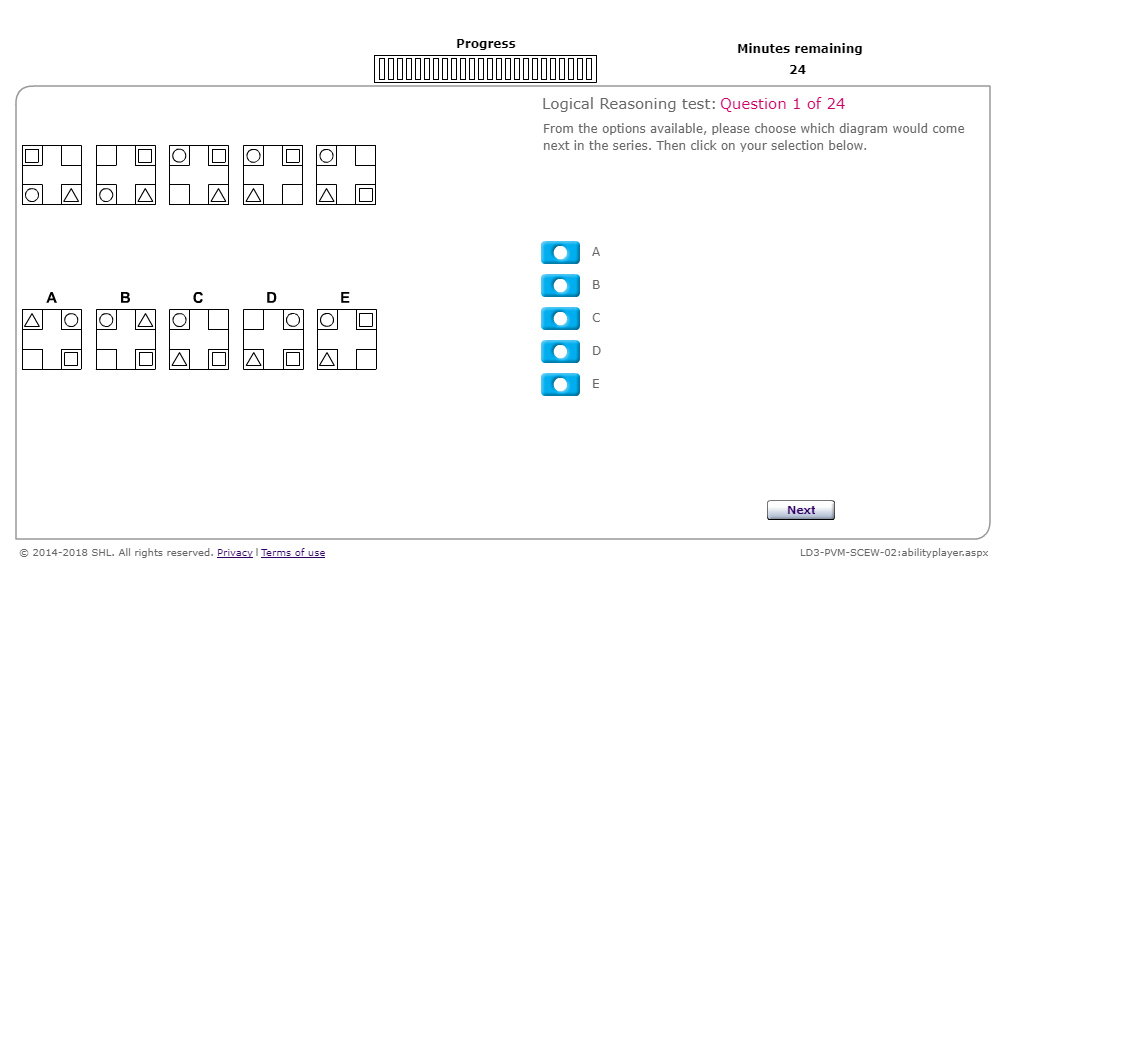 Progress
Minutes remaining
24
Logical Reasoning test: Question 1 of 24
From the options available, please choose which diagram would come
next in the series. Then click on your selection below.
A
B
C
D
E
A B C D E
Next
© 2014-2018 SHL. All rights reserved. Privacy | Terms of use
LD3-PVM-SCEW-02:abilityplayer.aspx